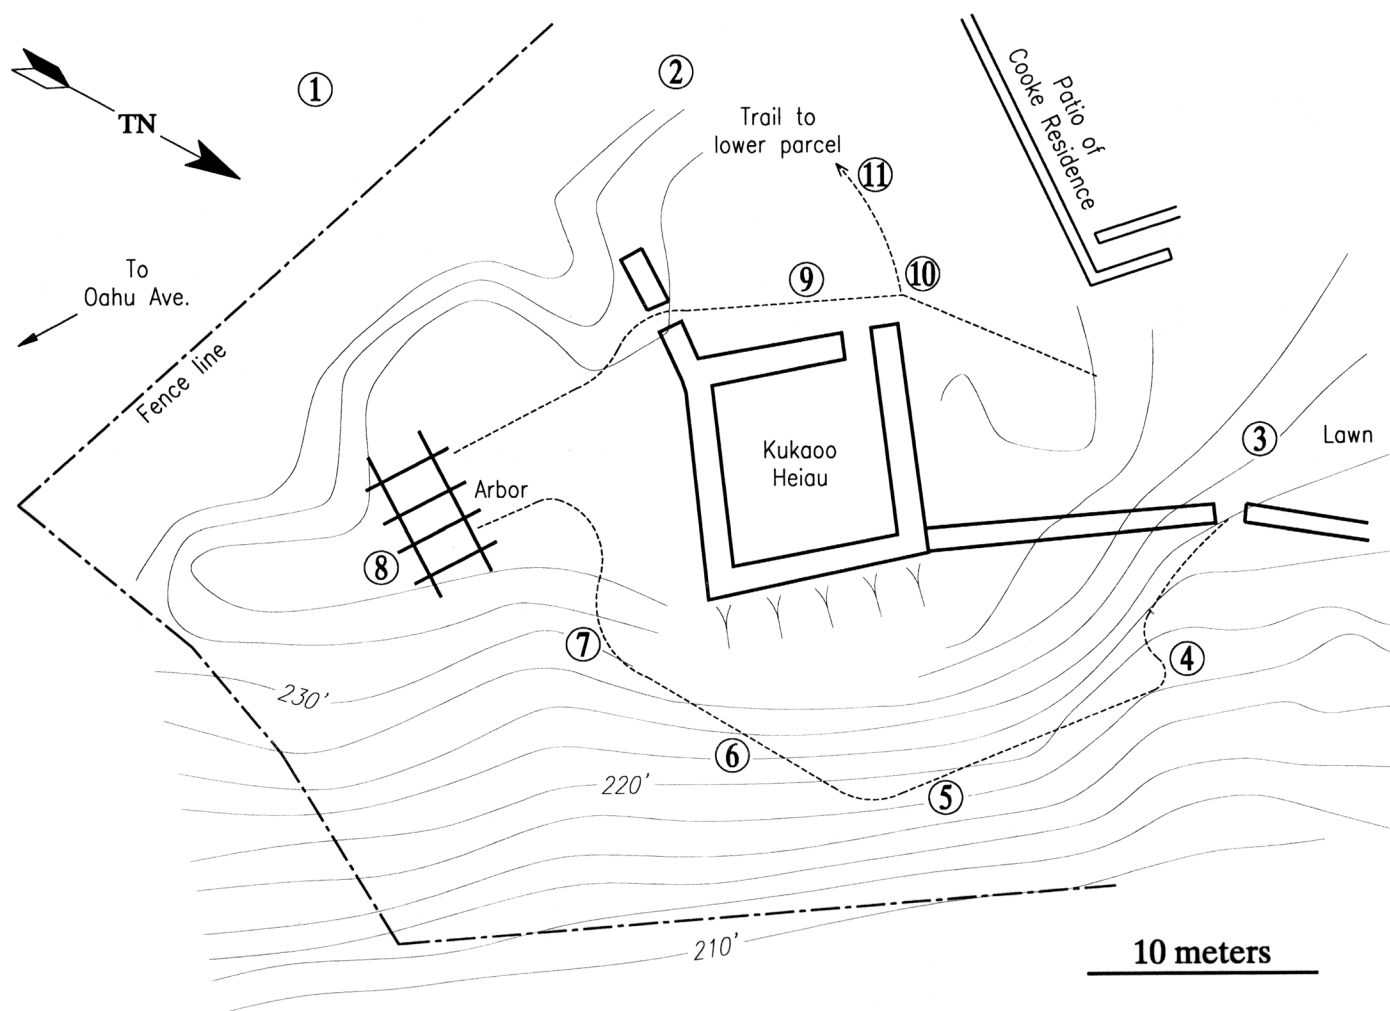 1
2
TN
Trail to
lower parcel
11
Patio of
Cooke Residence
To
Oahu Ave.
9
10
Fence line
3
Lawn
Kukaoo
Heiau
Arbor
8
7
4
230'
6
220'
5
210'
10 meters